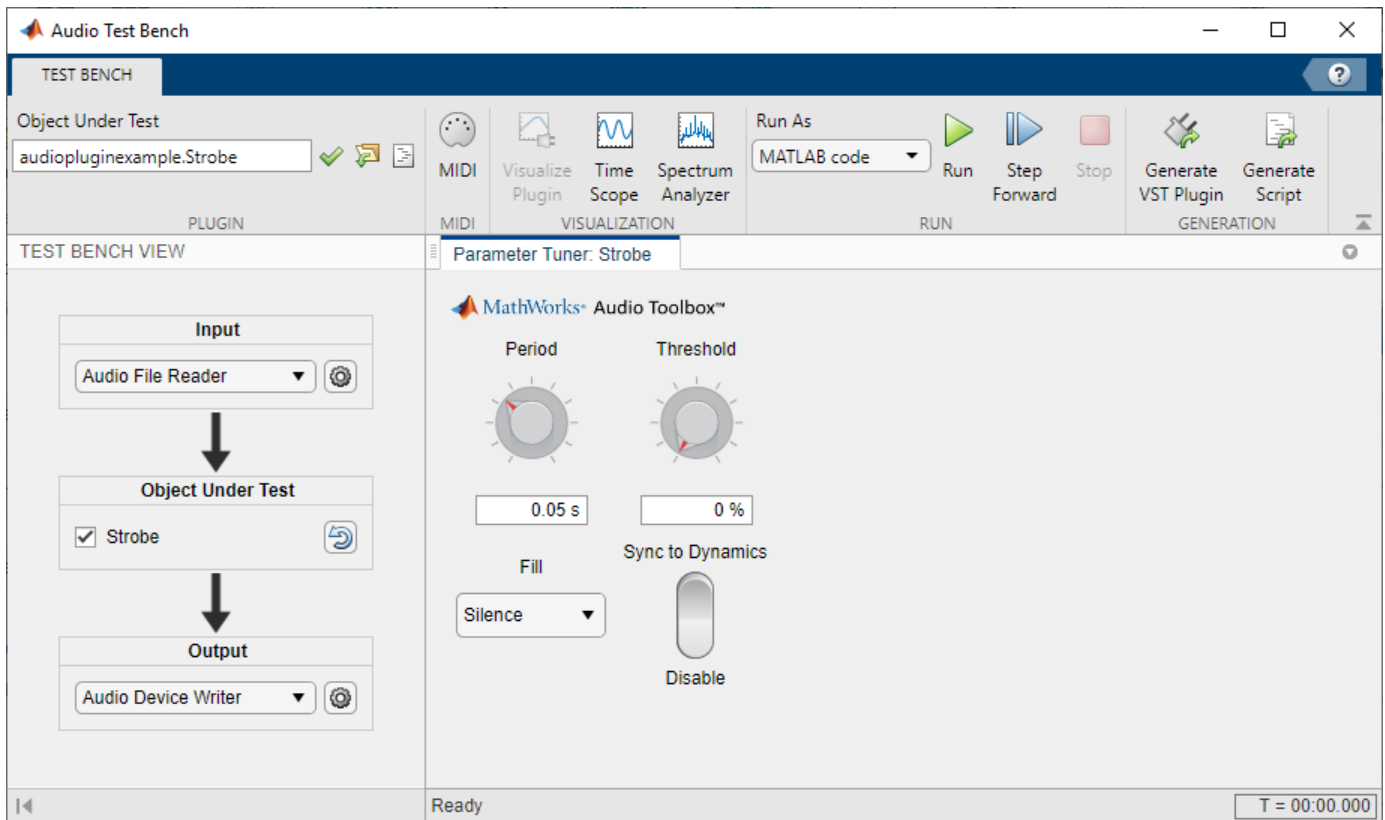 Audio Test Bench
TEST BENCH
?
Object Under Test
audiopluginexample.Strobe
PLUGIN
MIDI
MIDI
Visualize
Plugin
Time
Scope
Spectrum
Analyzer
VISUALIZATION
Run As
MATLAB code
Run
Step
Forward
Stop
RUN
Generate
VST Plugin
Generate
Script
GENERATION
TEST BENCH VIEW
Input
Audio File Reader
Object Under Test
Strobe
Output
Audio Device Writer
Parameter Tuner: Strobe
MathWorks® Audio Toolbox™
Period
Threshold
0.05 s
0 %
Fill
Silence
Sync to Dynamics
Disable
Ready
T = 00:00.000